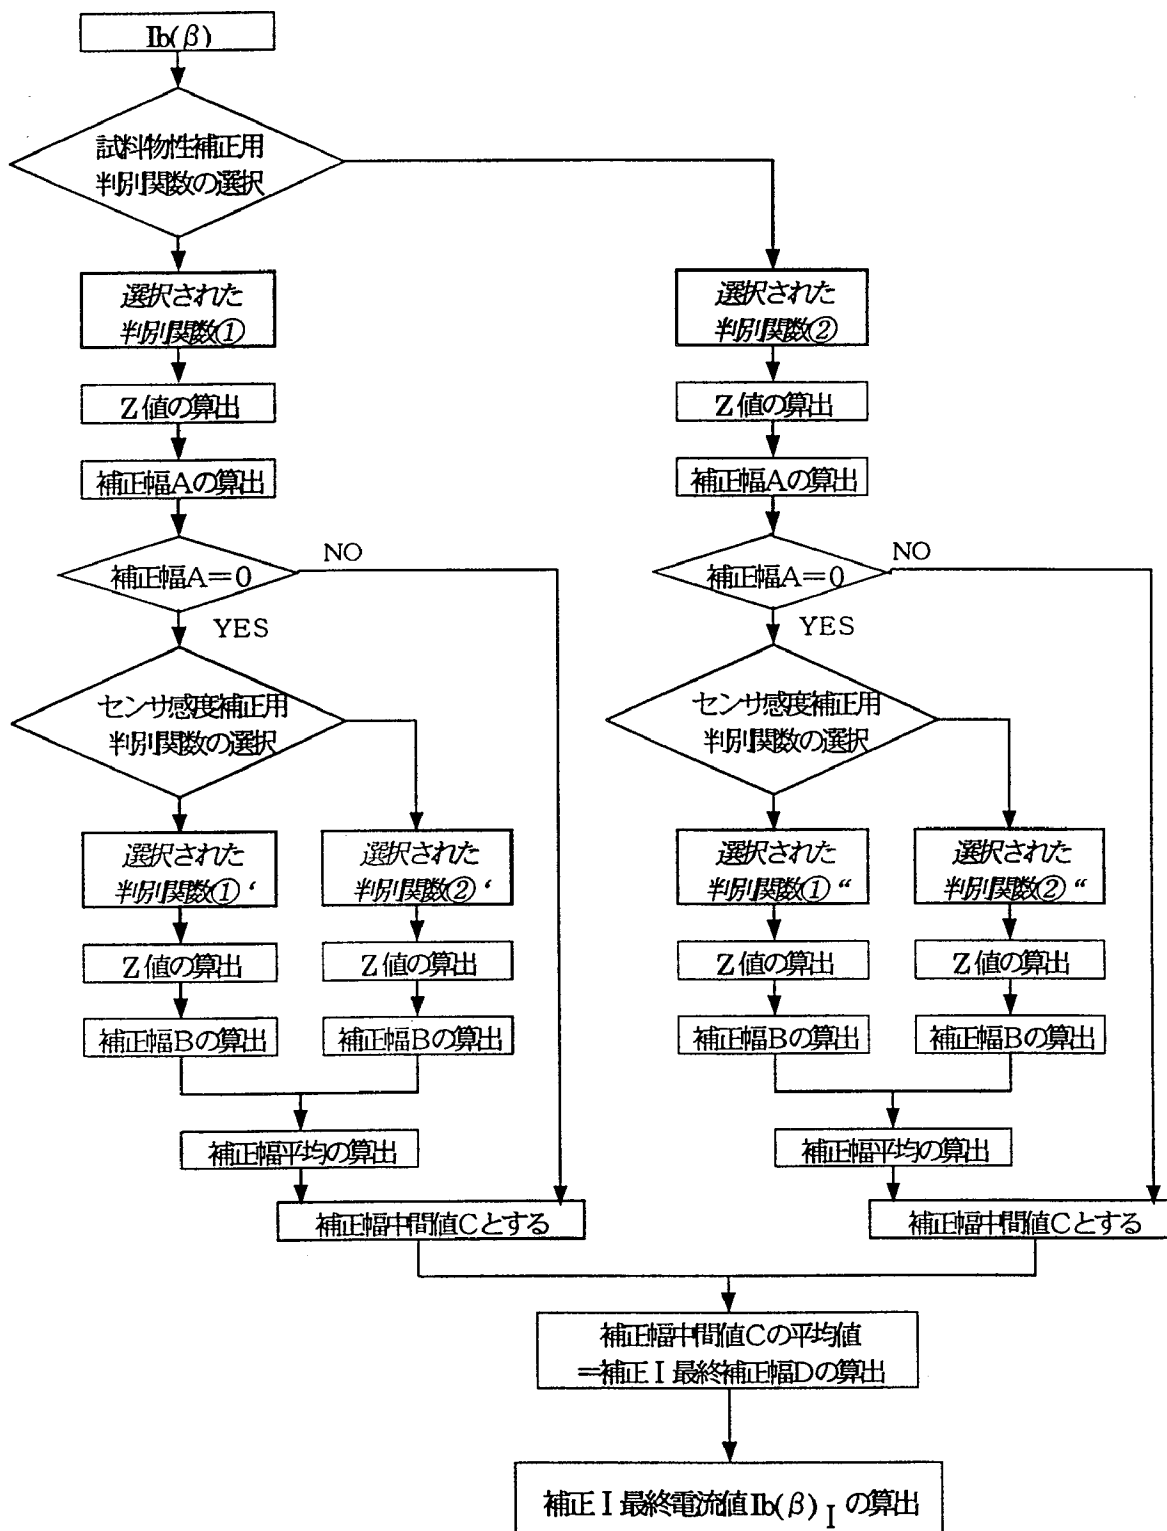 Ⅱb(β)
試料物性補正用
判別関数の選択
選択された
判別関数①
Z値の算出
補正幅Aの算出
補正幅A=0
NO
YES
センサ感度補正用
判別関数の選択
選択された
判別関数①‘
Z値の算出
補正幅Bの算出
選択された
判別関数②‘
Z値の算出
補正幅Bの算出
補正幅平均の算出
補正幅中間値Cとする
選択された
判別関数②
Z値の算出
補正幅Aの算出
補正幅A=0
NO
YES
センサ感度補正用
判別関数の選択
選択された
判別関数①“
Z値の算出
補正幅Bの算出
選択された
判別関数②“
Z値の算出
補正幅Bの算出
補正幅平均の算出
補正幅中間値Cとする
補正幅中間値Cの平均値
=補正Ⅰ最終補正幅Dの算出
補正Ⅰ最終電流値Ⅱb(β)Ⅰの算出